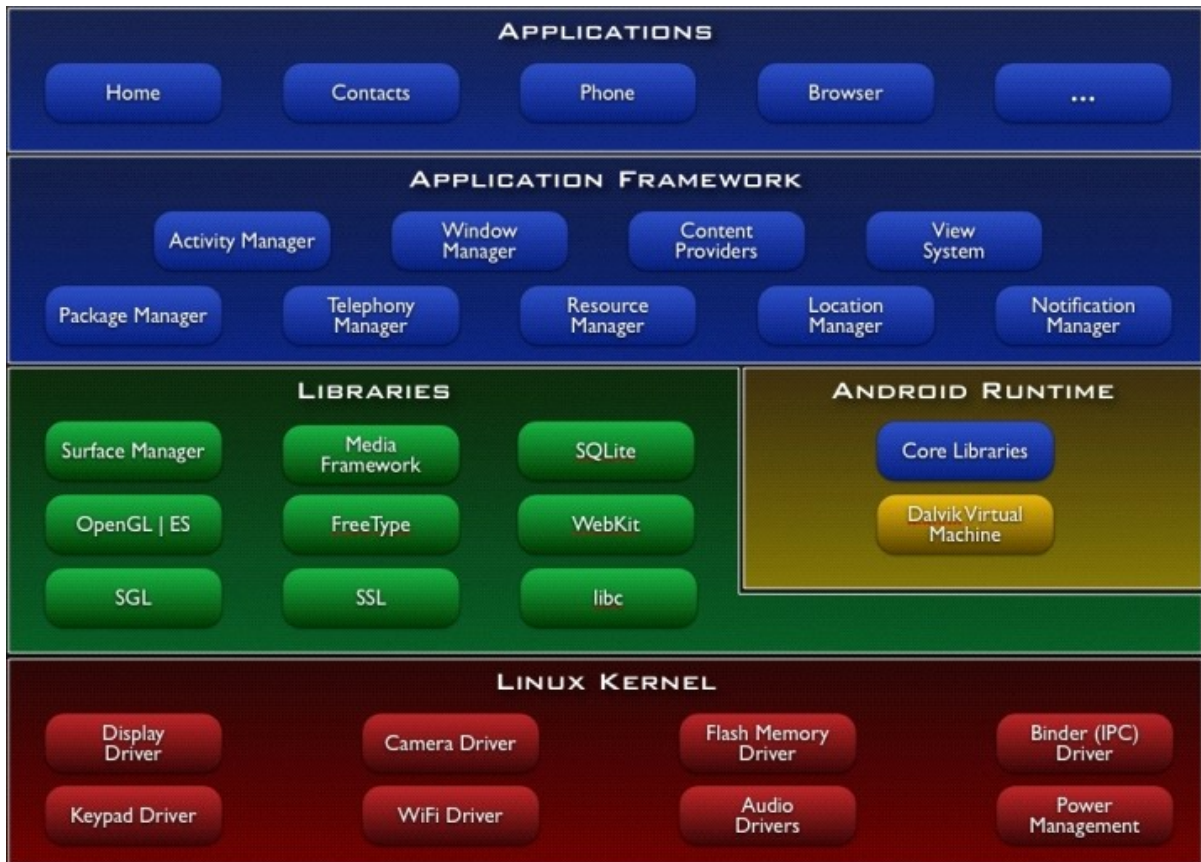 APPLICATIONS
Home
Contacts
Phone
Browser
...
APPLICATION FRAMEWORK
Activity Manager
Window
Manager
Content
Providers
View
System
Package Manager
Telephony
Manager
Resource
Manager
Location
Manager
Notification
Manager
LIBRARIES
Surface Manager
Media
Framework
SQLite
OpenGL | ES
FreeType
WebKit
SGL
SSL
libc
ANDROID RUNTIME
Core Libraries
Dalvik Virtual
Machine
LINUX KERNEL
Display
Driver
Camera Driver
Flash Memory
Driver
Binder (IPC)
Driver
Keypad Driver
WiFi Driver
Audio
Drivers
Power
Management